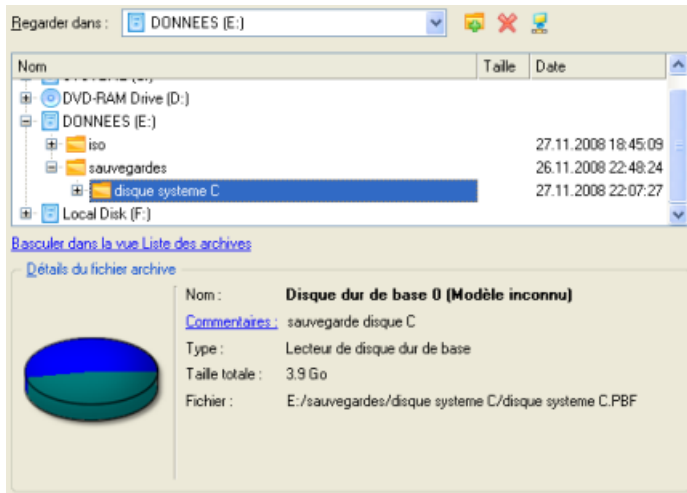 Regarder dans : DONNEES (E:)
Nom Taille Date
DVD-RAM Drive (D:)
DONNEES (E:)
iso 27.11.2008 18:45:09
sauvegardes 26.11.2008 22:48:24
disque systeme C 27.11.2008 22:07:27
Local Disk (F:)
Basculer dans la vue Liste des archives
Détails du fichier archive
Nom : Disque dur de base 0 (Modèle inconnu)
Commentaires : sauvegarde disque C
Type : Lecteur de disque dur de base
Taille totale : 3.9 Go
Fichier : E:/sauvegardes/disque systeme C/disque systeme C.PBF